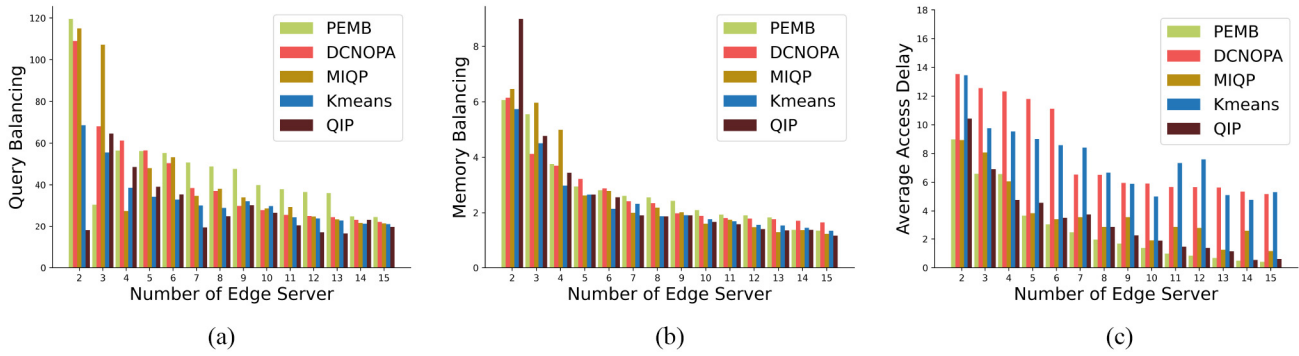 Query Balancing
120
100
80
60
40
20
0
2 3 4 5 6 7 8 9 10 11 12 13 14 15
Number of Edge Server
PEMB
DCNOPA
MIQP
Kmeans
QIP
(a)
Memory Balancing
8
6
4
2
0
2 3 4 5 6 7 8 9 10 11 12 13 14 15
Number of Edge Server
PEMB
DCNOPA
MIQP
Kmeans
QIP
(b)
Average Access Delay
18
16
14
12
10
8
6
4
2
0
2 3 4 5 6 7 8 9 10 11 12 13 14 15
Number of Edge Server
PEMB
DCNOPA
MIQP
Kmeans
QIP
(c)